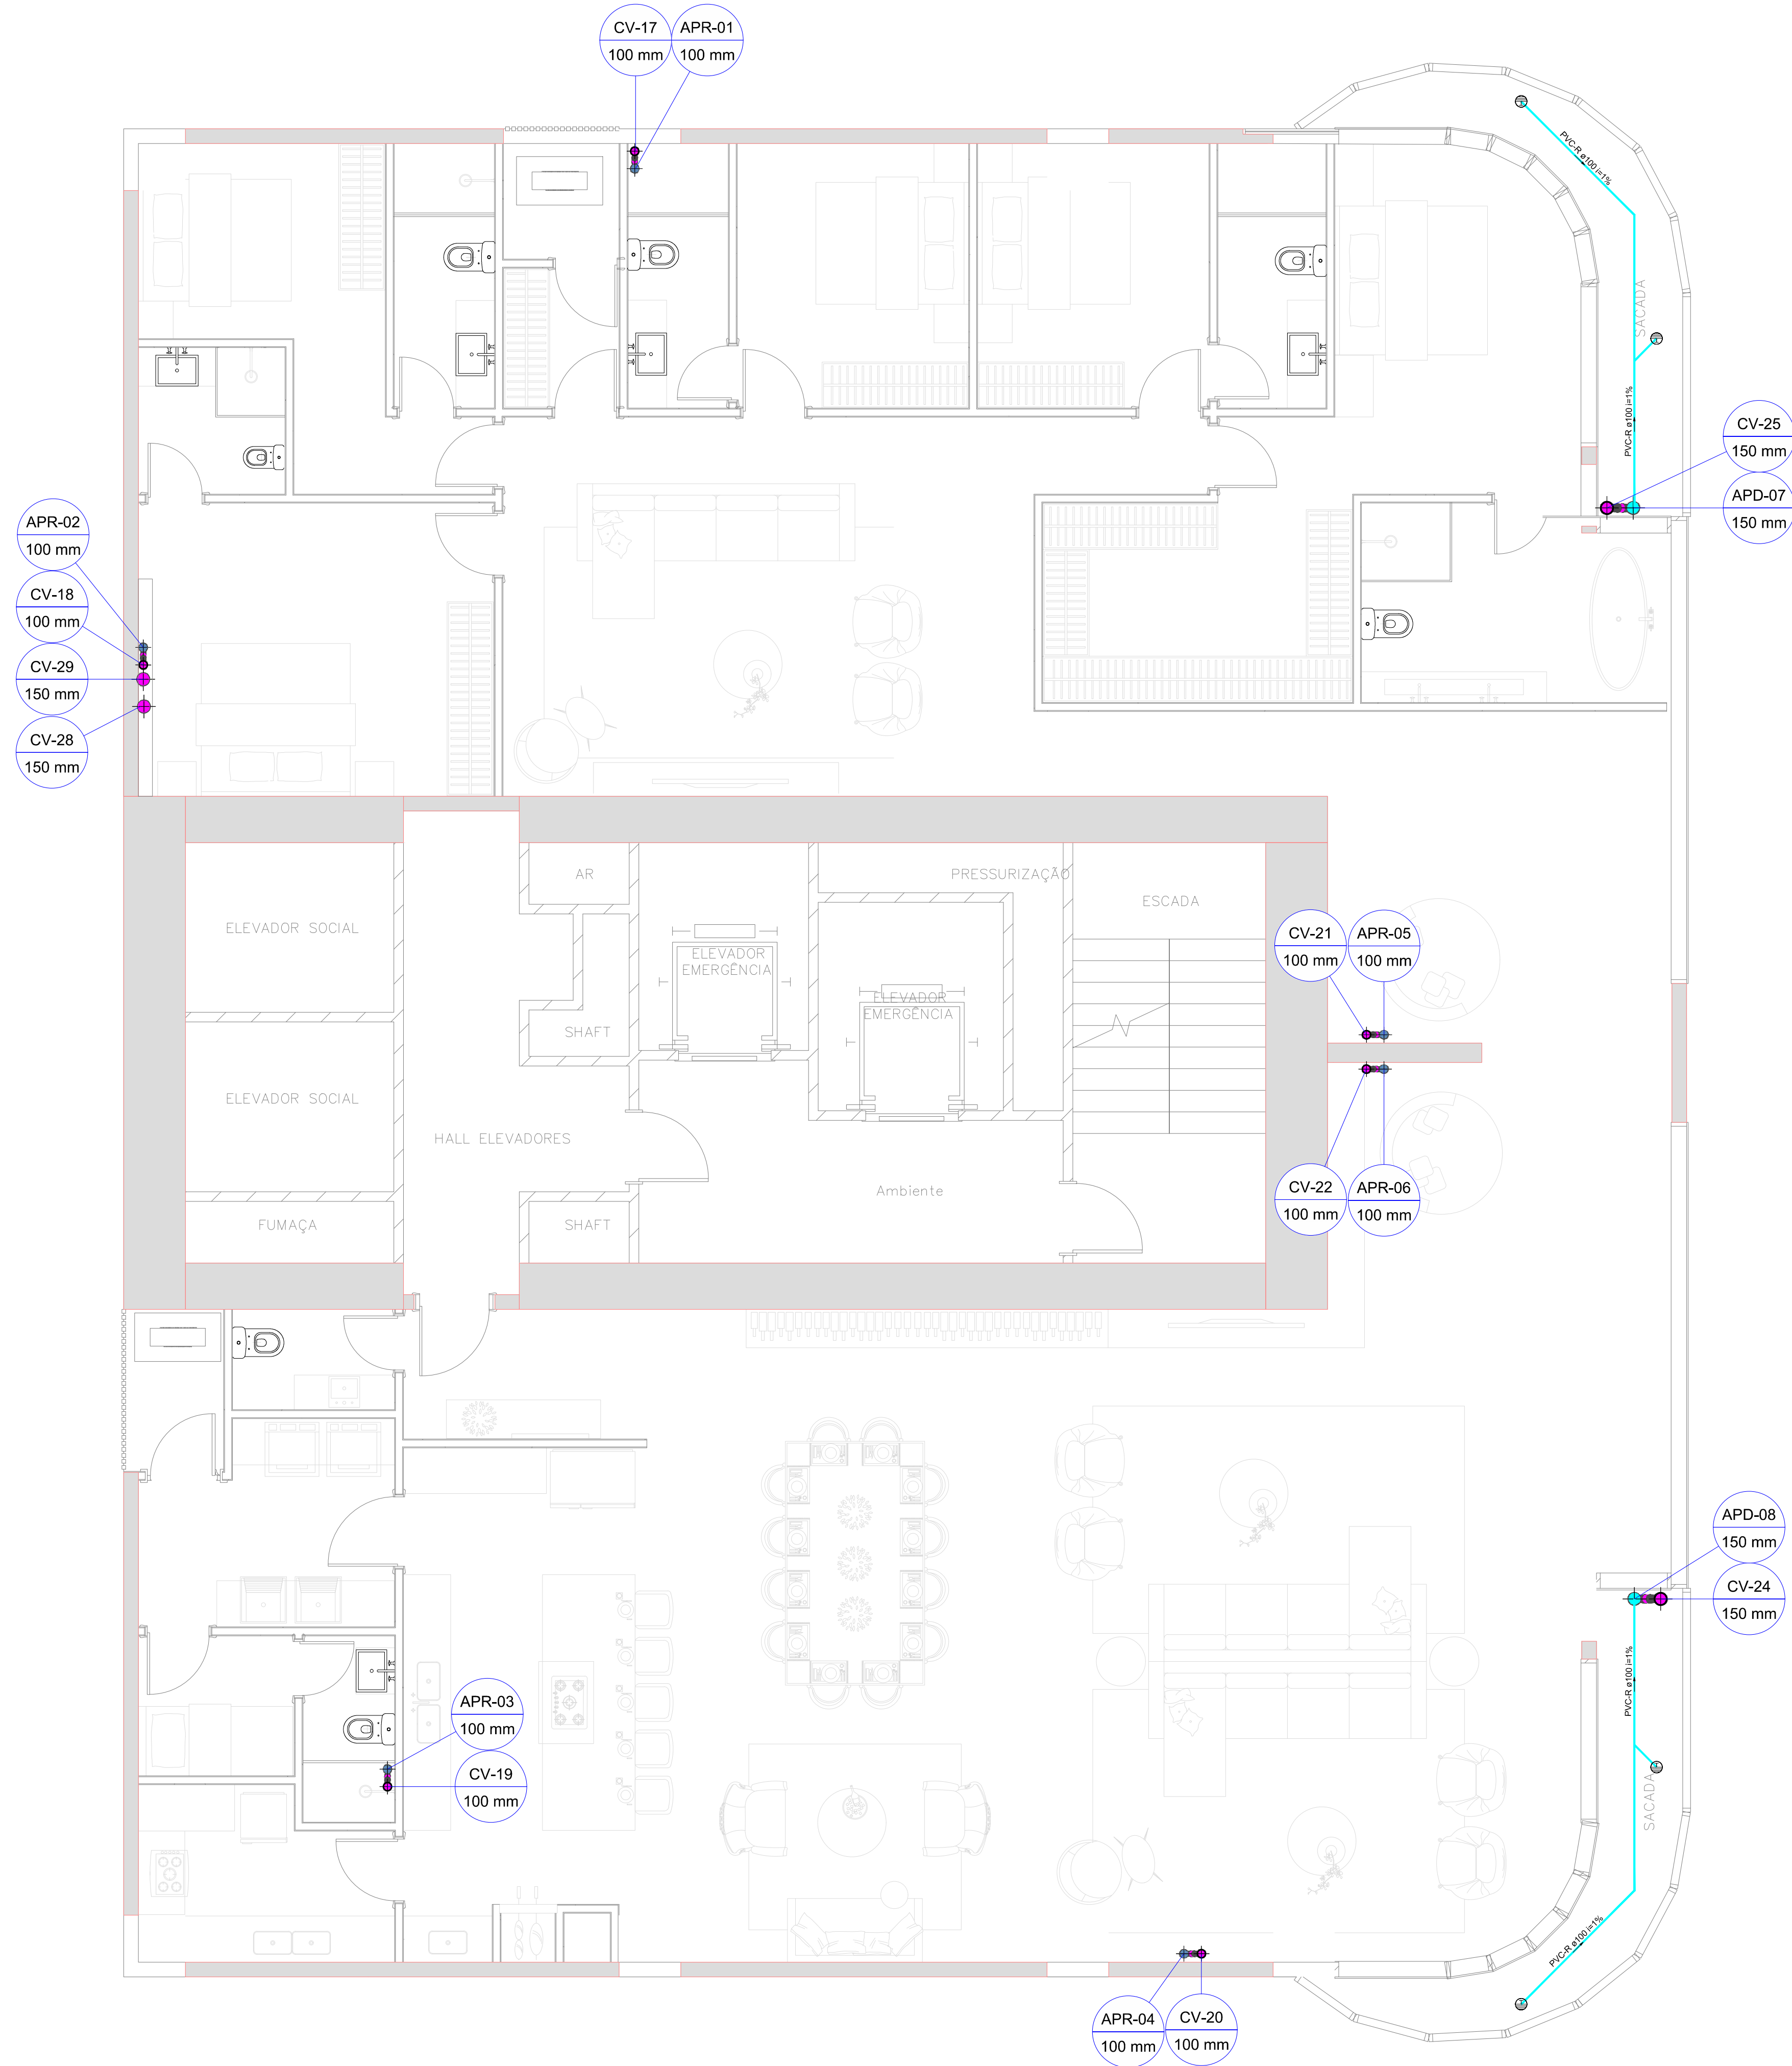 CV-17
100 mm
APR-01
100 mm
PVC-R ø100 i=1%
SACADA
PVC-R ø100 i=1%
CV-25
150 mm
APD-07
150 mm
APR-02
100 mm
CV-18
100 mm
CV-29
150 mm
CV-28
150 mm
AR
PRESSURIZAÇÃO
ESCADA
ELEVADOR SOCIAL
ELEVADOR
EMERGÊNCIA
ELEVADOR
EMERGÊNCIA
SHAFT
CV-21
100 mm
APR-05
100 mm
ELEVADOR SOCIAL
HALL ELEVADORES
Ambiente
CV-22
100 mm
APR-06
100 mm
FUMAÇA
SHAFT
APD-08
150 mm
CV-24
150 mm
PVC-R ø100 i=1%
APR-03
100 mm
CV-19
100 mm
SACADA
PVC-R ø100 i=1%
APR-04
100 mm
CV-20
100 mm